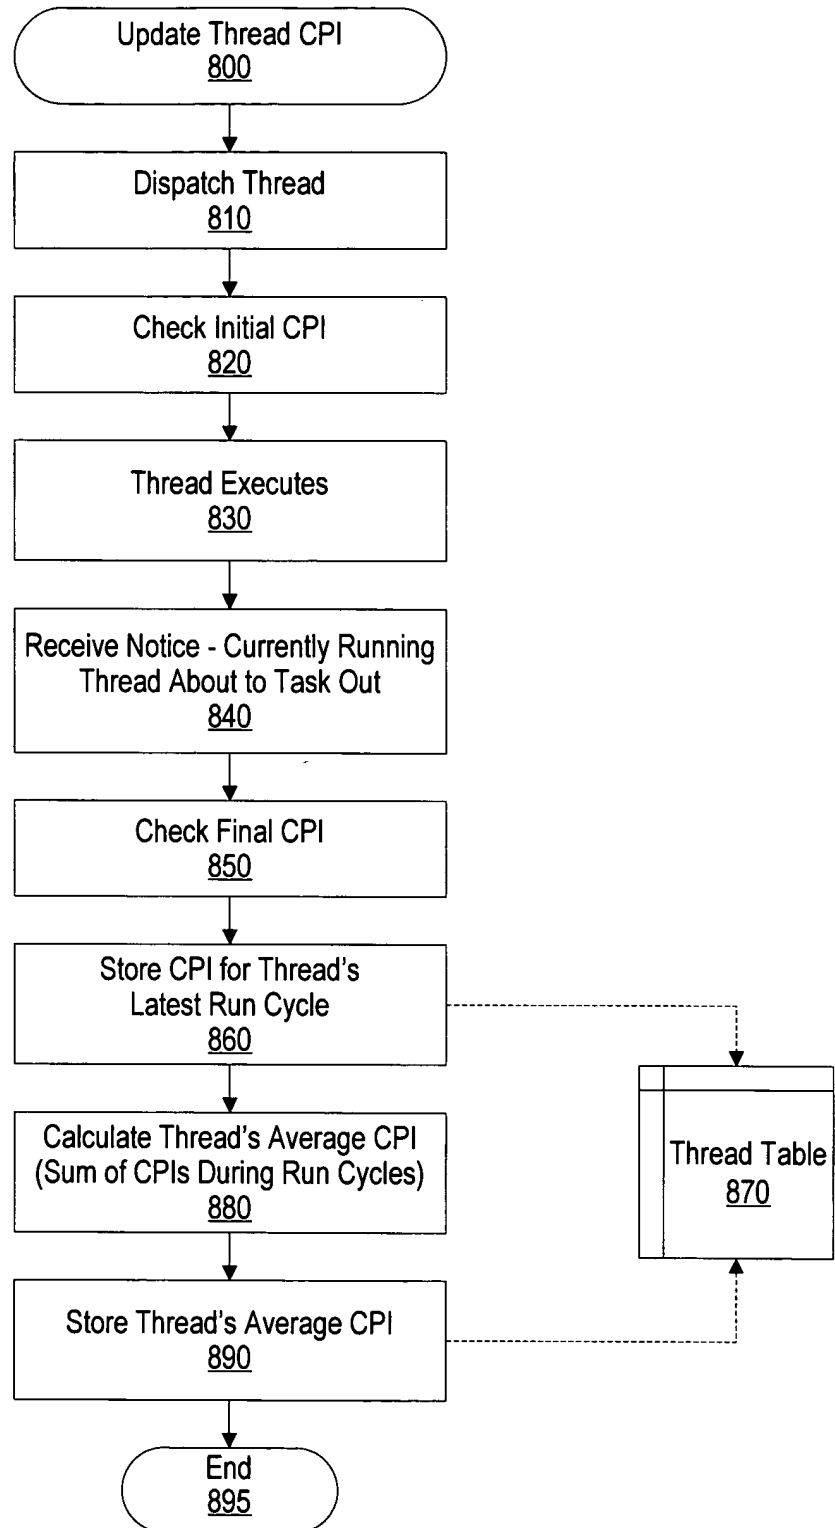 Update Thread CPI
800
Dispatch Thread
810
Check Initial CPI
820
Thread Executes
830
Receive Notice - Currently Running
Thread About to Task Out
840
Check Final CPI
850
Store CPI for Thread's
Latest Run Cycle
860
Thread Table
870
Calculate Thread's Average CPI
(Sum of CPIs During Run Cycles)
880
Store Thread's Average CPI
890
End
895